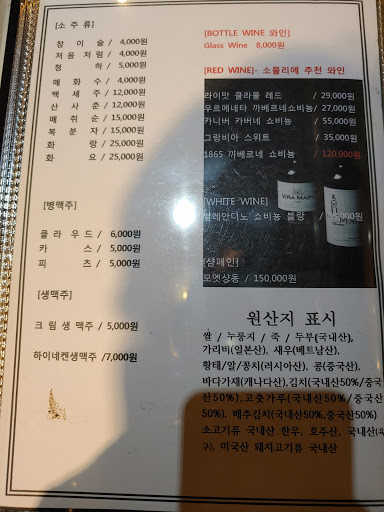 [소 주 류]
참 이 슬 / 4,000원
처 음 처 럼 / 4,000원
청 하 / 5,000원
매 화 수 / 4,000원
백 세 주 / 12,000원
산 사 춘 / 12,000원
매 취 순 / 15,000원
복 분 자 / 15,000원
화 랑 / 25,000원
화 요 / 25,000원
[병맥주]
클 라 우 드 / 6,000원
카 스 / 5,000원
피 츠 / 5,000원
[생맥주]
크 림 생 맥주 / 5,000원
하이네켄생맥주 /7,000원
[BOTTLE WINE 와인]
Glass Wine 8,000원
[RED WINE]- 소믈리에 추천 와인
라이맛 클라몰 레드 / 29,000원
우르메네타 까베르네쇼비뇽/ 27,000원
카니버 카버네 쇼비뇽 / 55,000원
그랑비아 스위트 / 35,000원
1865 까베르네 쇼비뇽 / 120,000원
[WHITE WINE]
발레안디노 쇼비뇽 블랑
[샴페인]
모엣샹동 / 150,000원
원산지 표시
쌀 / 누룽지 / 죽 / 두부(국내산),
가리비(일본산), 새우(베트남산),
황태/알/꽁치(러시아산), 콩(중국산),
바다가재(캐나다산),김치(국내산50%/중국
산50%),고춧가루(국내산50%/중국산
50%), 배추김치(국내산50%,중국산50%)
소고기류 국내산 한우, 호주산, 국내산(육
구), 미국산 돼지고기류 국내산